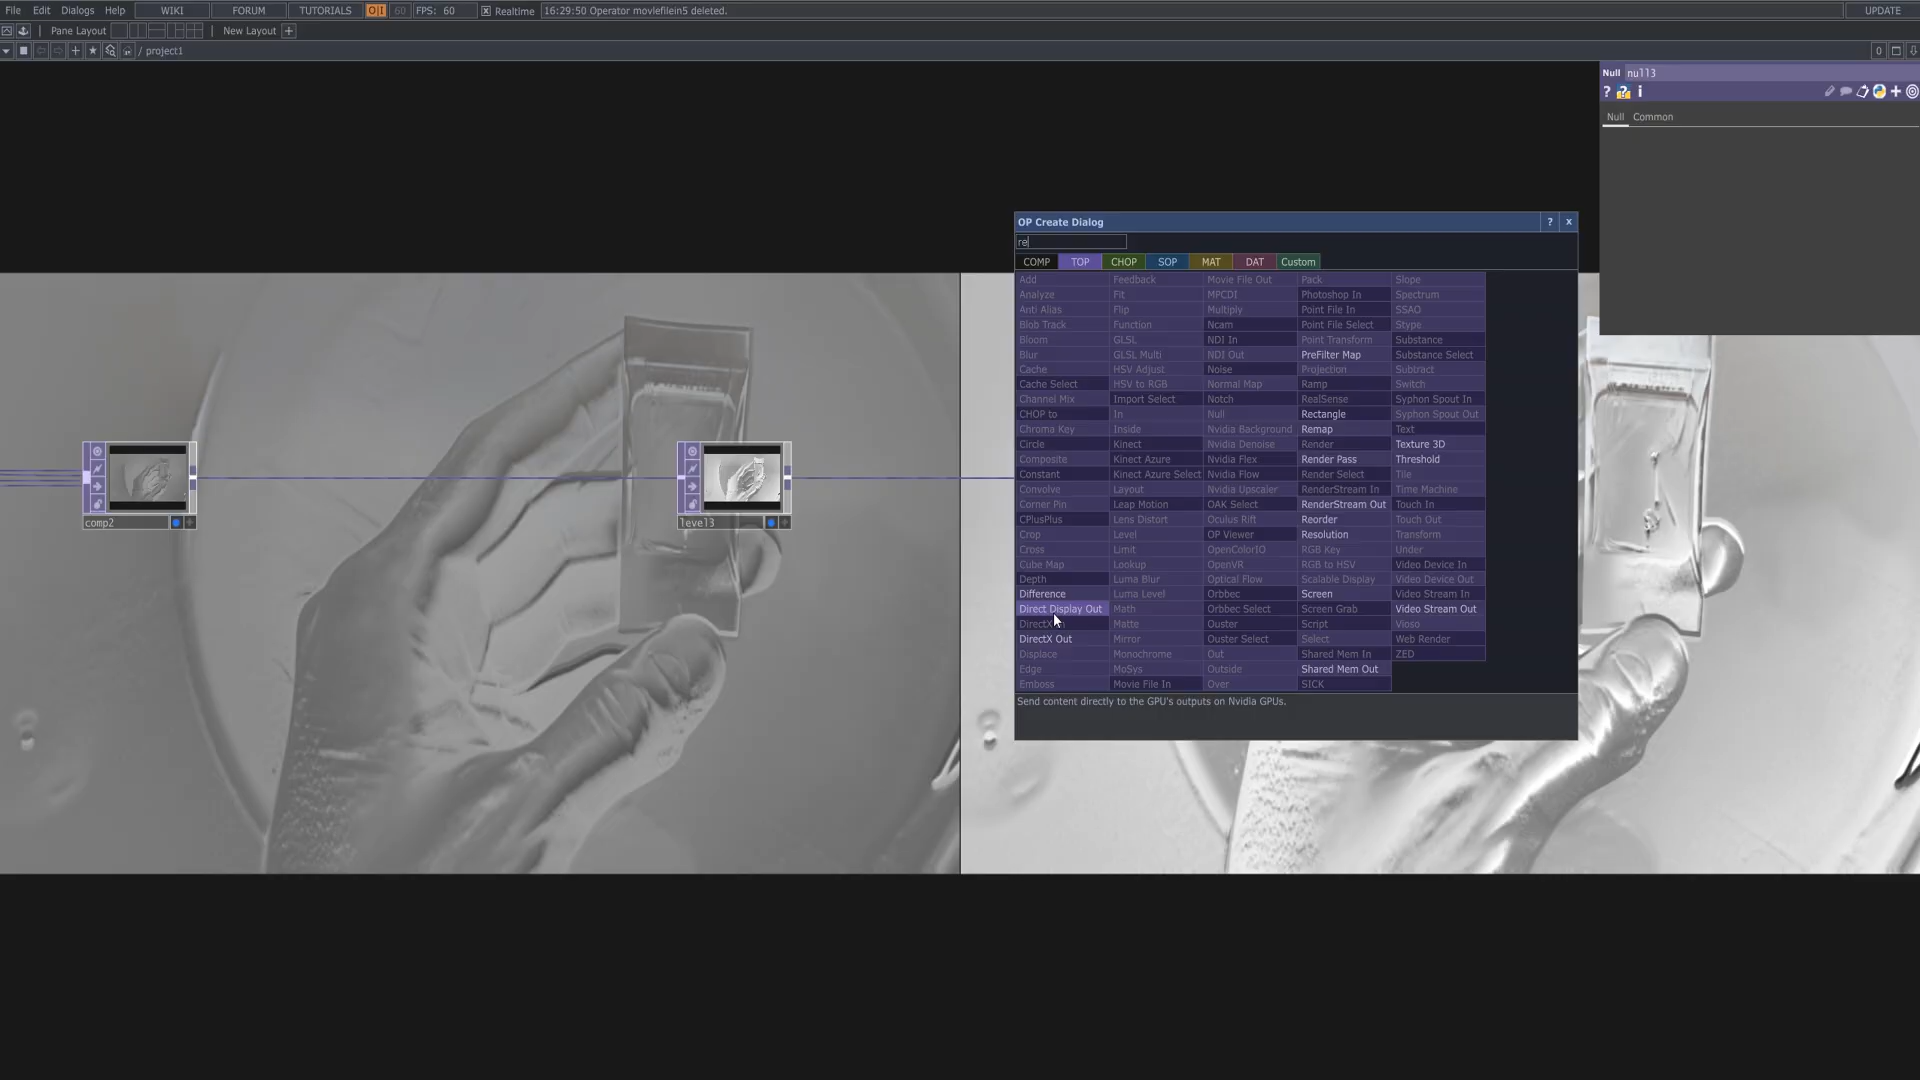 File Edit Dialogs Help WIKI FORUM TUTORIALS O|I 60 FPS: 60 Realtime 16:29:50 Operator moviefilein5 deleted. UPDATE
Pane Layout New Layout +
/ project1 0
Null null3
? ? i
Null Common
OP Create Dialog ? x
re
COMP TOP CHOP SOP MAT DAT Custom
Add Feedback Movie File Out Pack Slope
Analyze Fit MPCDI Photoshop In Spectrum
Anti Alias Flip Multiply Point File In SSAO
Blob Track Function Ncam Point File Select Stype
Bloom GLSL NDI In Point Transform Substance
Blur GLSL Multi NDI Out PreFilter Map Substance Select
Cache HSV Adjust Noise Projection Subtract
Cache Select HSV to RGB Normal Map Ramp Switch
Channel Mix Import Select Notch RealSense Syphon Spout In
CHOP to In Null Rectangle Syphon Spout Out
Chroma Key Inside Nvidia Background Remap Text
Circle Kinect Nvidia Denoise Render Texture 3D
Composite Kinect Azure Nvidia Flex Render Pass Threshold
Constant Kinect Azure Select Nvidia Flow Render Select Tile
Convolve Layout Nvidia Upscaler RenderStream In Time Machine
Corner Pin Leap Motion OAK Select RenderStream Out Touch In
CPlusPlus Lens Distort Oculus Rift Reorder Touch Out
Crop Level OP Viewer Resolution Transform
Cross Limit OpenColorIO RGB Key Under
Cube Map Lookup OpenVR RGB to HSV Video Device In
Depth Luma Blur Optical Flow Scalable Display Video Device Out
Difference Luma Level Orbbec Screen Video Stream In
Direct Display Out Math Orbbec Select Screen Grab Video Stream Out
DirectX Matte Ouster Script Vioso
DirectX Out Mirror Ouster Select Select Web Render
Displace Monochrome Out Shared Mem In ZED
Edge MoSys Outside Shared Mem Out
Emboss Movie File In Over SICK
Send content directly to the GPU's outputs on Nvidia GPUs.
comp2
level3